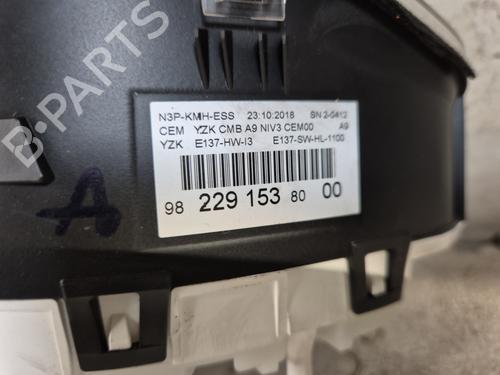 B-PARTS
N3P-KMH-ESS 23:10:2018 SN 2-0412
CEM YZK CMB A9 NIV3 CEM00 A9
YZK E137-HW-I3 E137-SW-HL-1100
98 229 153 80 00
A